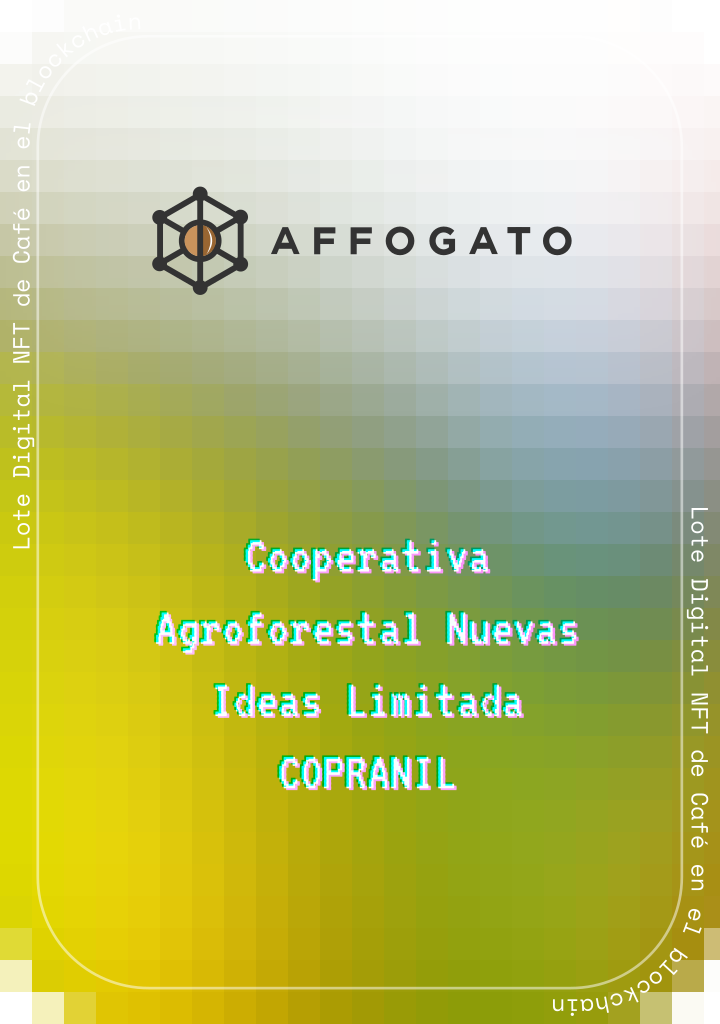 Lote Digital NFT de Café en el blockchain
AFFOGATO
Cooperativa
Agroforestal Nuevas
Ideas Limitada
COPRANIL
Lote Digital NFT de Café en el blockchain